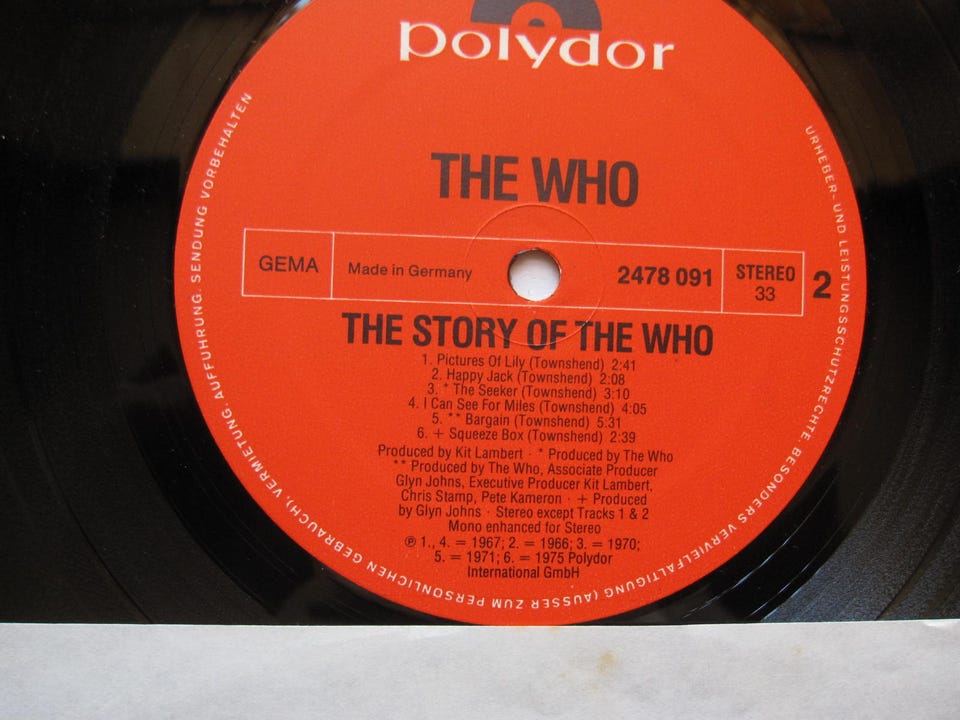 polydor
THE WHO
GEMA
Made in Germany
2478 091
STEREO
33
2
THE STORY OF THE WHO
1. Pictures Of Lily (Townshend) 2:41
2. Happy Jack (Townshend) 2:08
3. * The Seeker (Townshend) 3:10
4. I Can See For Miles (Townshend) 4:05
5. ** Bargain (Townshend) 5:31
6. + Squeeze Box (Townshend) 2:39
Produced by Kit Lambert · * Produced by The Who
** Produced by The Who, Associate Producer
Glyn Johns, Executive Producer Kit Lambert,
Chris Stamp, Pete Kameron · + Produced
by Glyn Johns · Stereo except Tracks 1 & 2
Mono enhanced for Stereo
℗ 1., 4. = 1967; 2. = 1966; 3. = 1970;
5. = 1971; 6. = 1975 Polydor
International GmbH
URHEBER- UND LEISTUNGSSCHUTZRECHTE. BESONDERS VERVIELFÄLTIGUNG (AUSSER ZUM PERSÖNLICHEN GEBRAUCH), VERMIETUNG, AUFFÜHRUNG, SENDUNG VORBEHALTEN